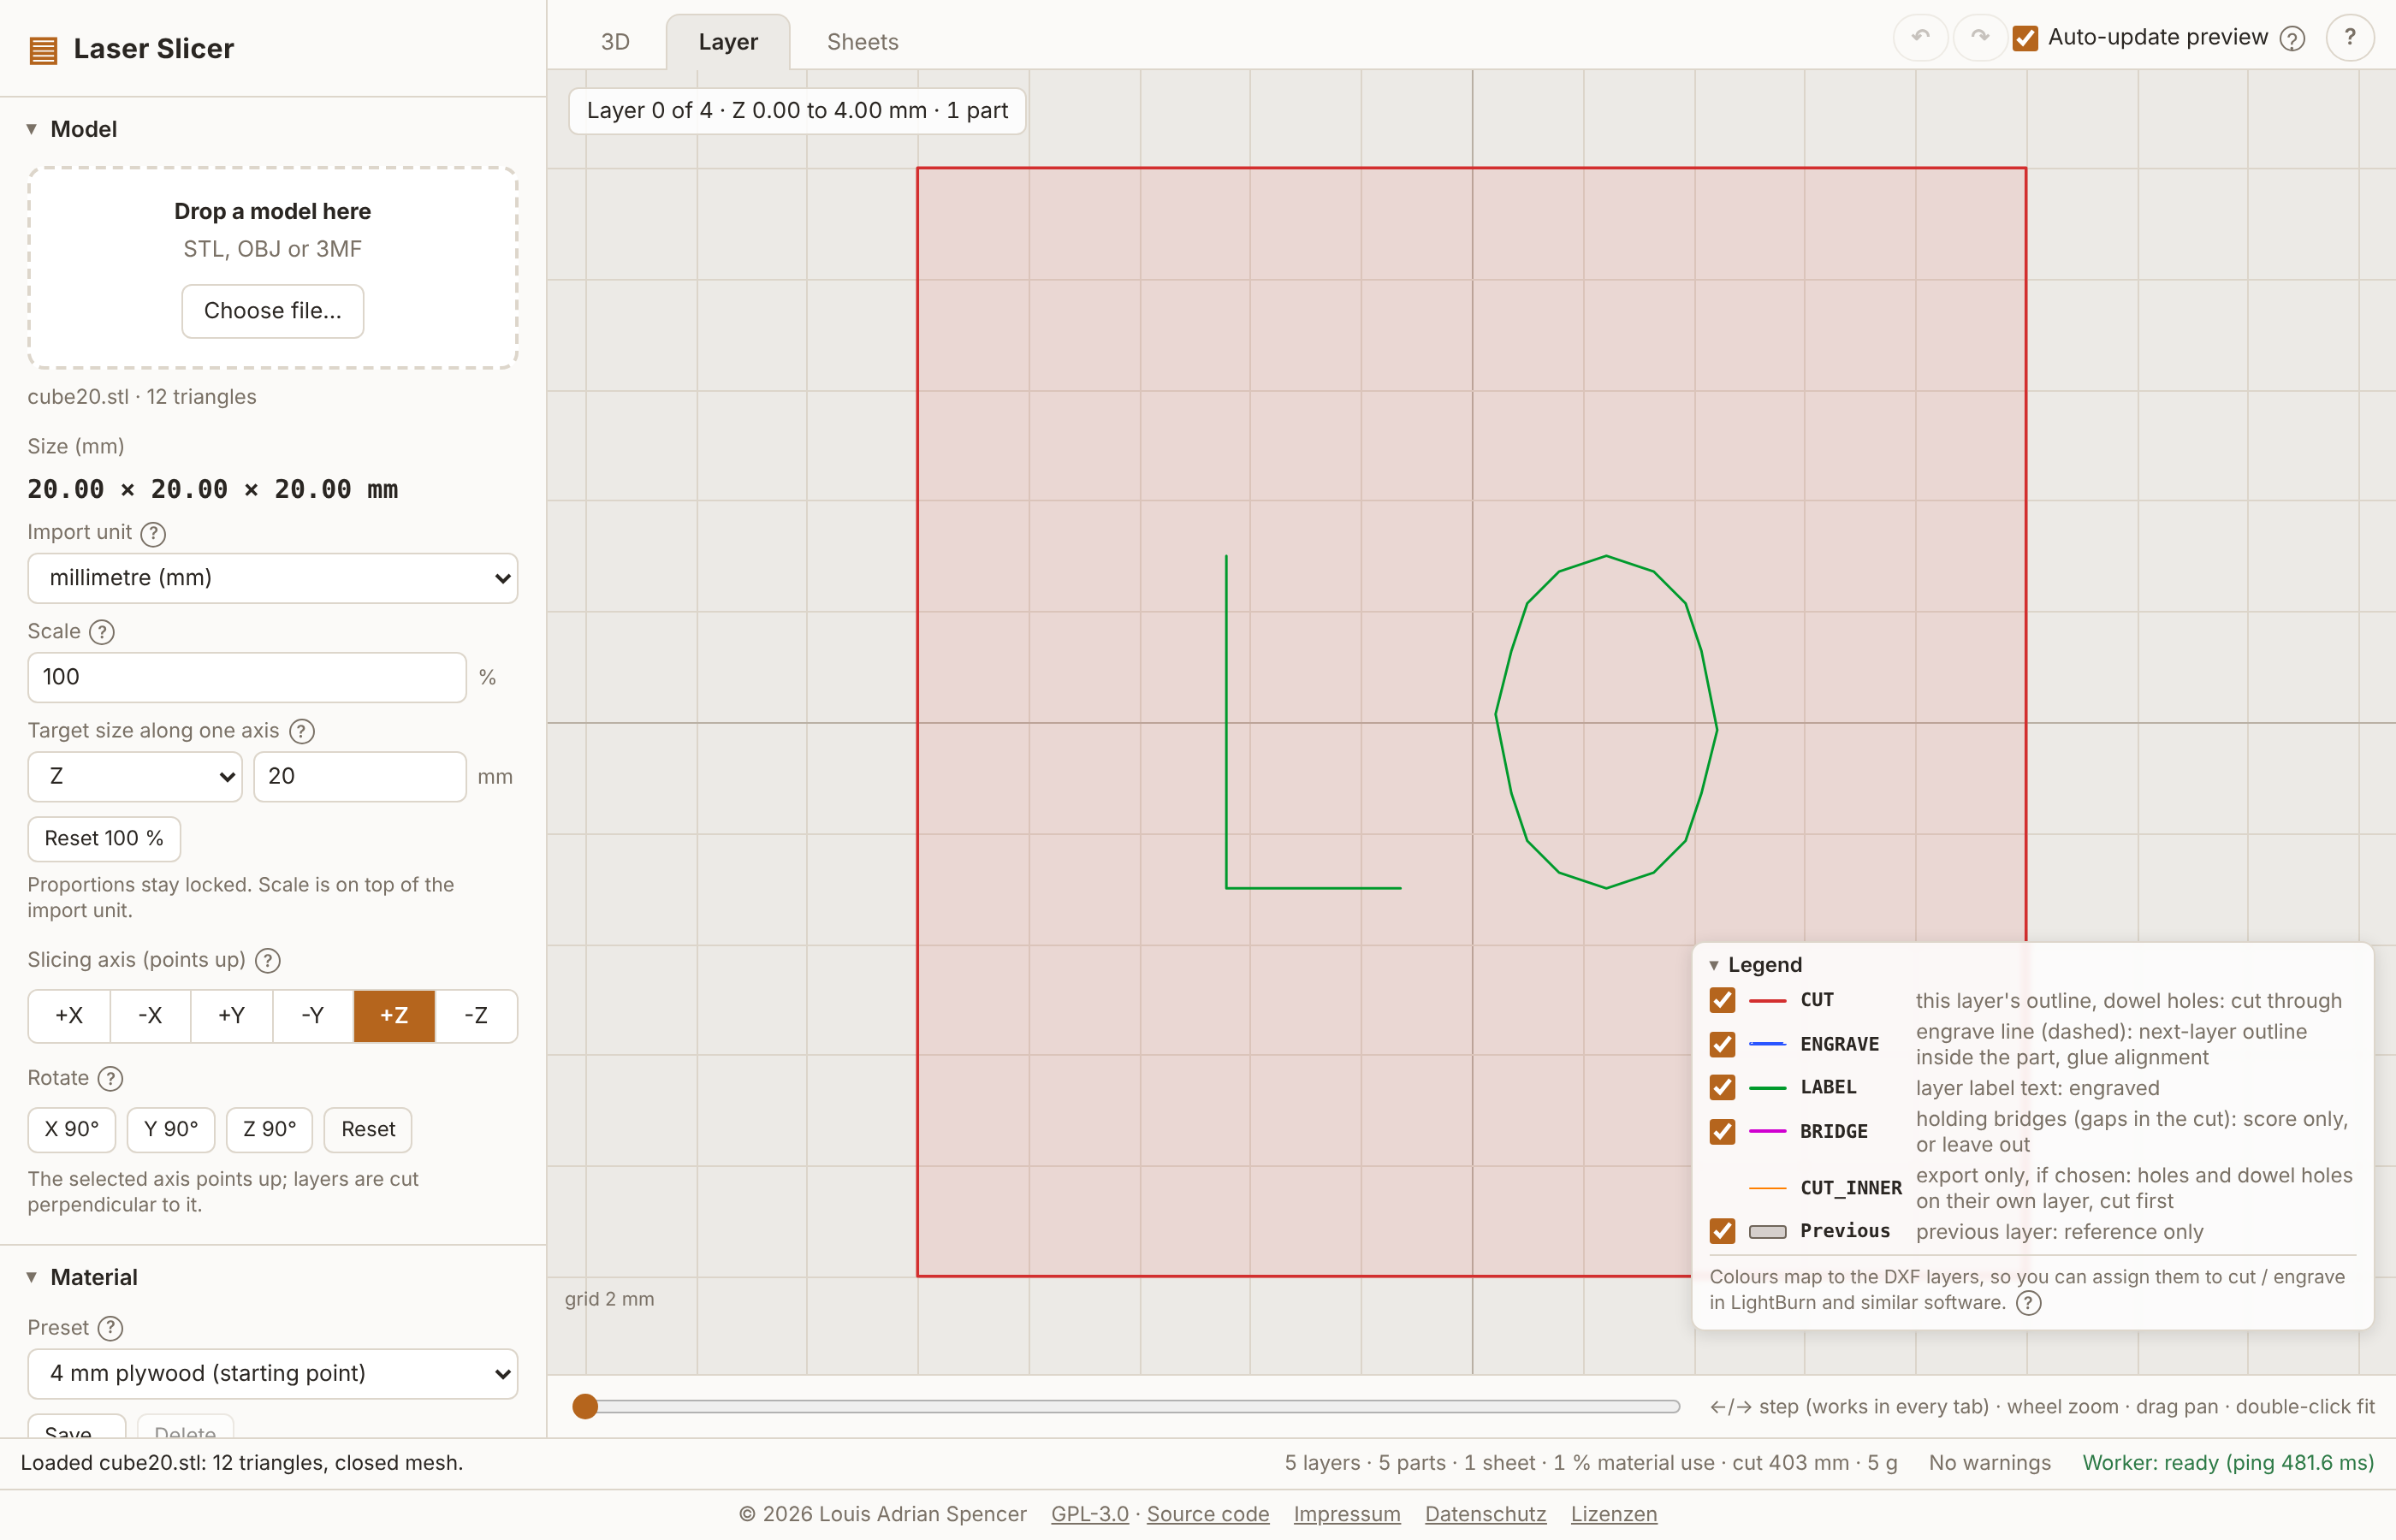 Laser Slicer
3D
Layer
Sheets
↶
↷
Auto-update preview ?
?
▼ Model
Drop a model here
STL, OBJ or 3MF
Choose file...
cube20.stl · 12 triangles
Size (mm)
20.00 × 20.00 × 20.00 mm
Import unit ?
millimetre (mm)
Scale ?
100 %
Target size along one axis ?
Z 20 mm
Reset 100 %
Proportions stay locked. Scale is on top of the
import unit.
Slicing axis (points up) ?
+X -X +Y -Y +Z -Z
Rotate ?
X 90° Y 90° Z 90° Reset
The selected axis points up; layers are cut
perpendicular to it.
▼ Material
Preset ?
4 mm plywood (starting point)
Delete
Layer 0 of 4 · Z 0.00 to 4.00 mm · 1 part
L0
▼ Legend
CUT this layer's outline, dowel holes: cut through
ENGRAVE engrave line (dashed): next-layer outline
inside the part, glue alignment
LABEL layer label text: engraved
BRIDGE holding bridges (gaps in the cut): score only,
or leave out
CUT_INNER export only, if chosen: holes and dowel holes
on their own layer, cut first
Previous previous layer: reference only
Colours map to the DXF layers, so you can assign them to cut / engrave
in LightBurn and similar software. ?
grid 2 mm
←/→ step (works in every tab) · wheel zoom · drag pan · double-click fit
Loaded cube20.stl: 12 triangles, closed mesh.
5 layers · 5 parts · 1 sheet · 1 % material use · cut 403 mm · 5 g
No warnings
Worker: ready (ping 481.6 ms)
© 2026 Louis Adrian Spencer GPL-3.0 · Source code Impressum Datenschutz Lizenzen